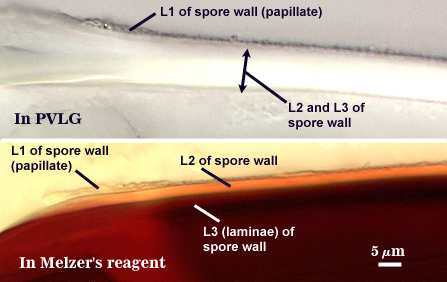 L1 of spore wall (papillate)
L2 and L3 of
spore wall
In PVLG
L1 of spore wall
(papillate)
L2 of spore wall
L3 (laminae) of
spore wall
5 µm
In Melzer's reagent